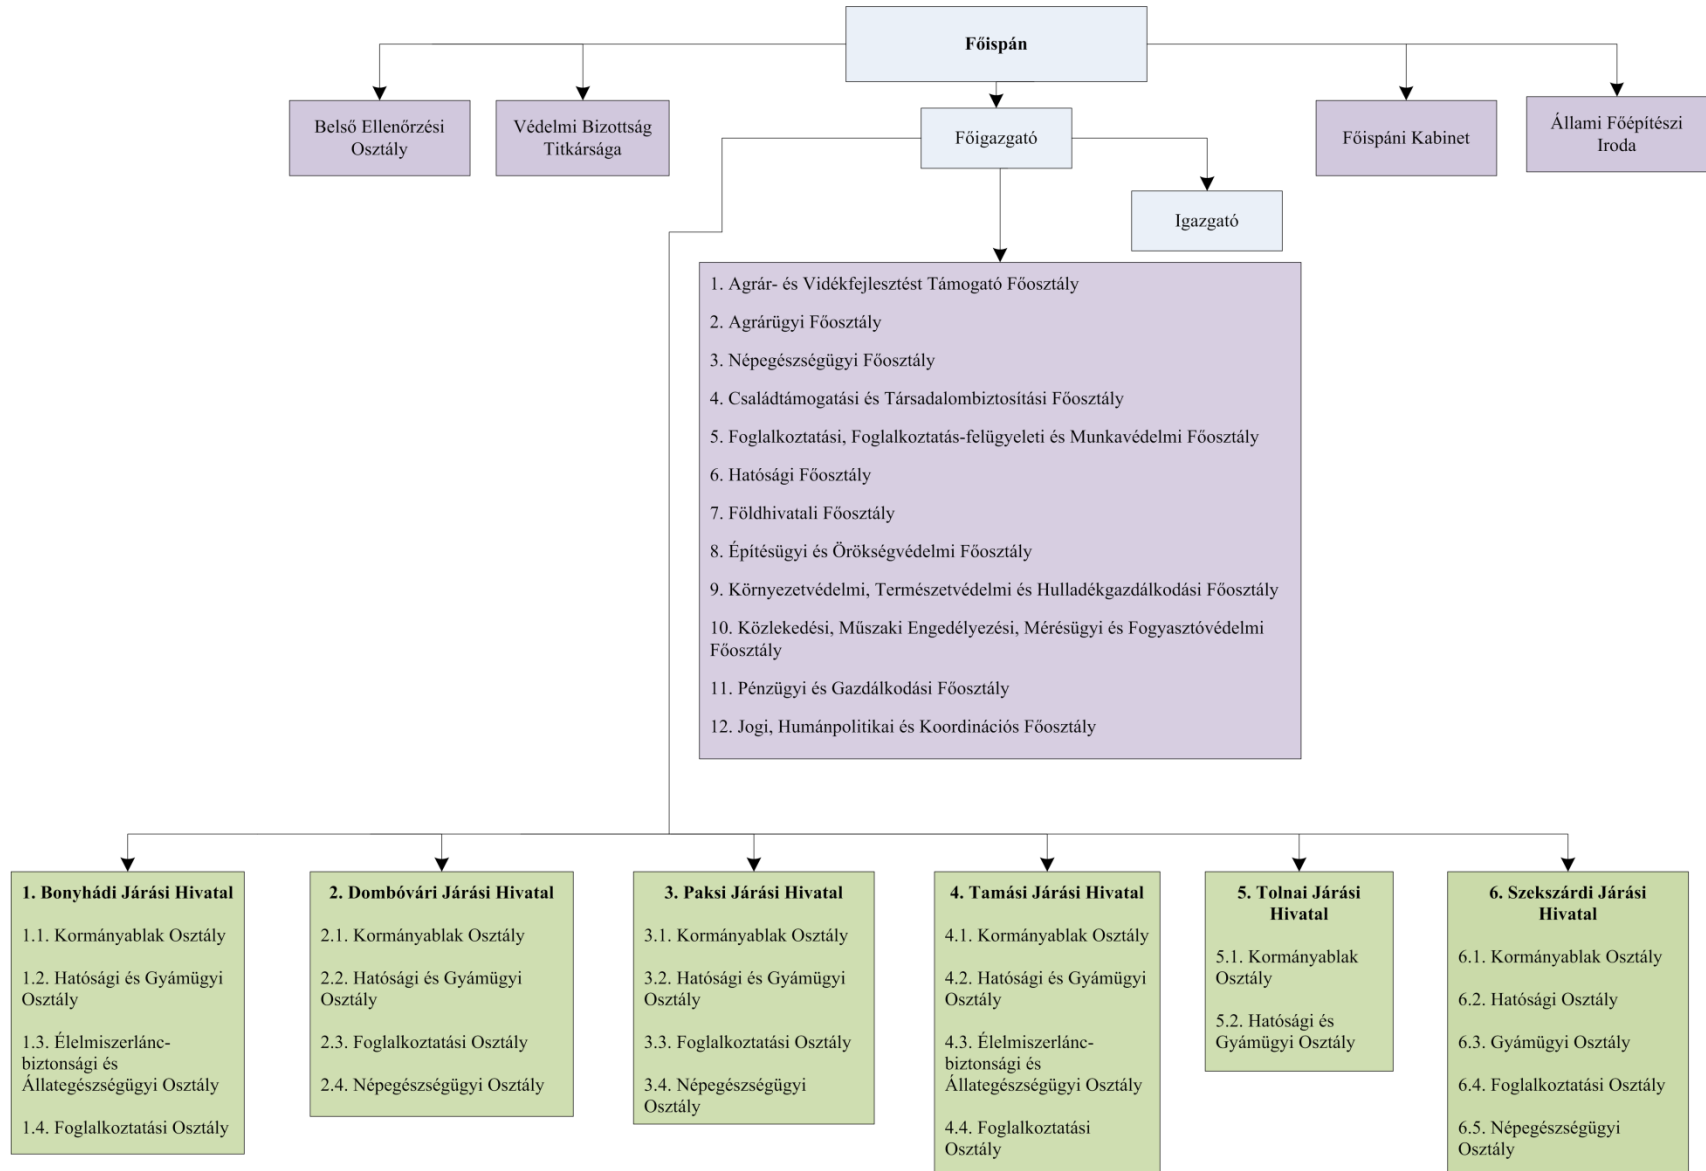 Főispán
Belső Ellenőrzési
Osztály
Védelmi Bizottság
Titkársága
Főigazgató
Főispáni Kabinet
Állami Főépítészi
Iroda
Igazgató
1. Agrár- és Vidékfejlesztést Támogató Főosztály
2. Agrárügyi Főosztály
3. Népegészségügyi Főosztály
4. Családtámogatási és Társadalombiztosítási Főosztály
5. Foglalkoztatási, Foglalkoztatás-felügyeleti és Munkavédelmi Főosztály
6. Hatósági Főosztály
7. Földhivatali Főosztály
8. Építésügyi és Örökségvédelmi Főosztály
9. Környezetvédelmi, Természetvédelmi és Hulladékgazdálkodási Főosztály
10. Közlekedési, Műszaki Engedélyezési, Mérésügyi és Fogyasztóvédelmi
Főosztály
11. Pénzügyi és Gazdálkodási Főosztály
12. Jogi, Humánpolitikai és Koordinációs Főosztály
1. Bonyhádi Járási Hivatal
1.1. Kormányablak Osztály
1.2. Hatósági és Gyámügyi
Osztály
1.3. Élelmiszerlánc-
biztonsági és
Állategészségügyi Osztály
1.4. Foglalkoztatási Osztály
2. Dombóvári Járási Hivatal
2.1. Kormányablak Osztály
2.2. Hatósági és Gyámügyi
Osztály
2.3. Foglalkoztatási Osztály
2.4. Népegészségügyi Osztály
3. Paksi Járási Hivatal
3.1. Kormányablak Osztály
3.2. Hatósági és Gyámügyi
Osztály
3.3. Foglalkoztatási Osztály
3.4. Népegészségügyi
Osztály
4. Tamási Járási Hivatal
4.1. Kormányablak Osztály
4.2. Hatósági és Gyámügyi
Osztály
4.3. Élelmiszerlánc-
biztonsági és
Állategészségügyi Osztály
4.4. Foglalkoztatási
Osztály
5. Tolnai Járási
Hivatal
5.1. Kormányablak
Osztály
5.2. Hatósági és
Gyámügyi Osztály
6. Szekszárdi Járási
Hivatal
6.1. Kormányablak Osztály
6.2. Hatósági Osztály
6.3. Gyámügyi Osztály
6.4. Foglalkoztatási Osztály
6.5. Népegészségügyi
Osztály